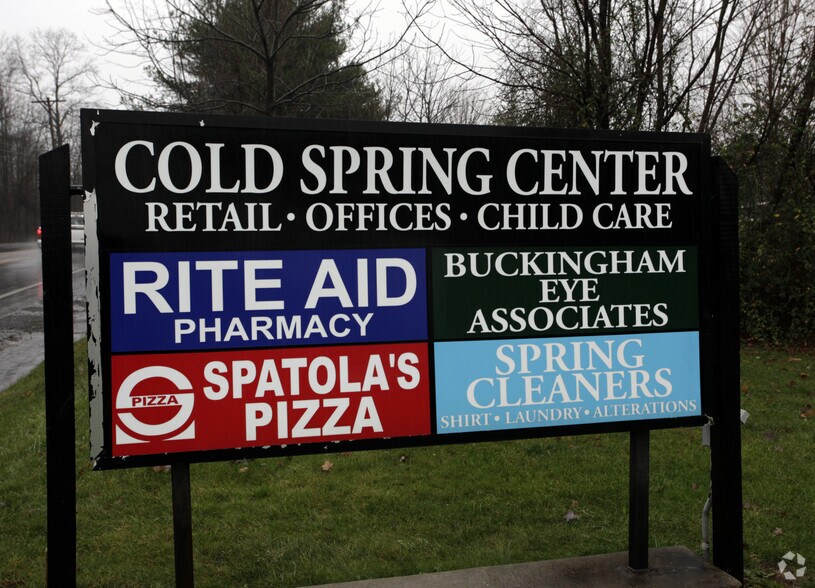 COLD SPRING CENTER
RETAIL • OFFICES • CHILD CARE
RITE AID
PHARMACY
BUCKINGHAM
EYE
ASSOCIATES
PIZZA
SPATOLA'S
PIZZA
SPRING
CLEANERS
SHIRT • LAUNDRY • ALTERATIONS